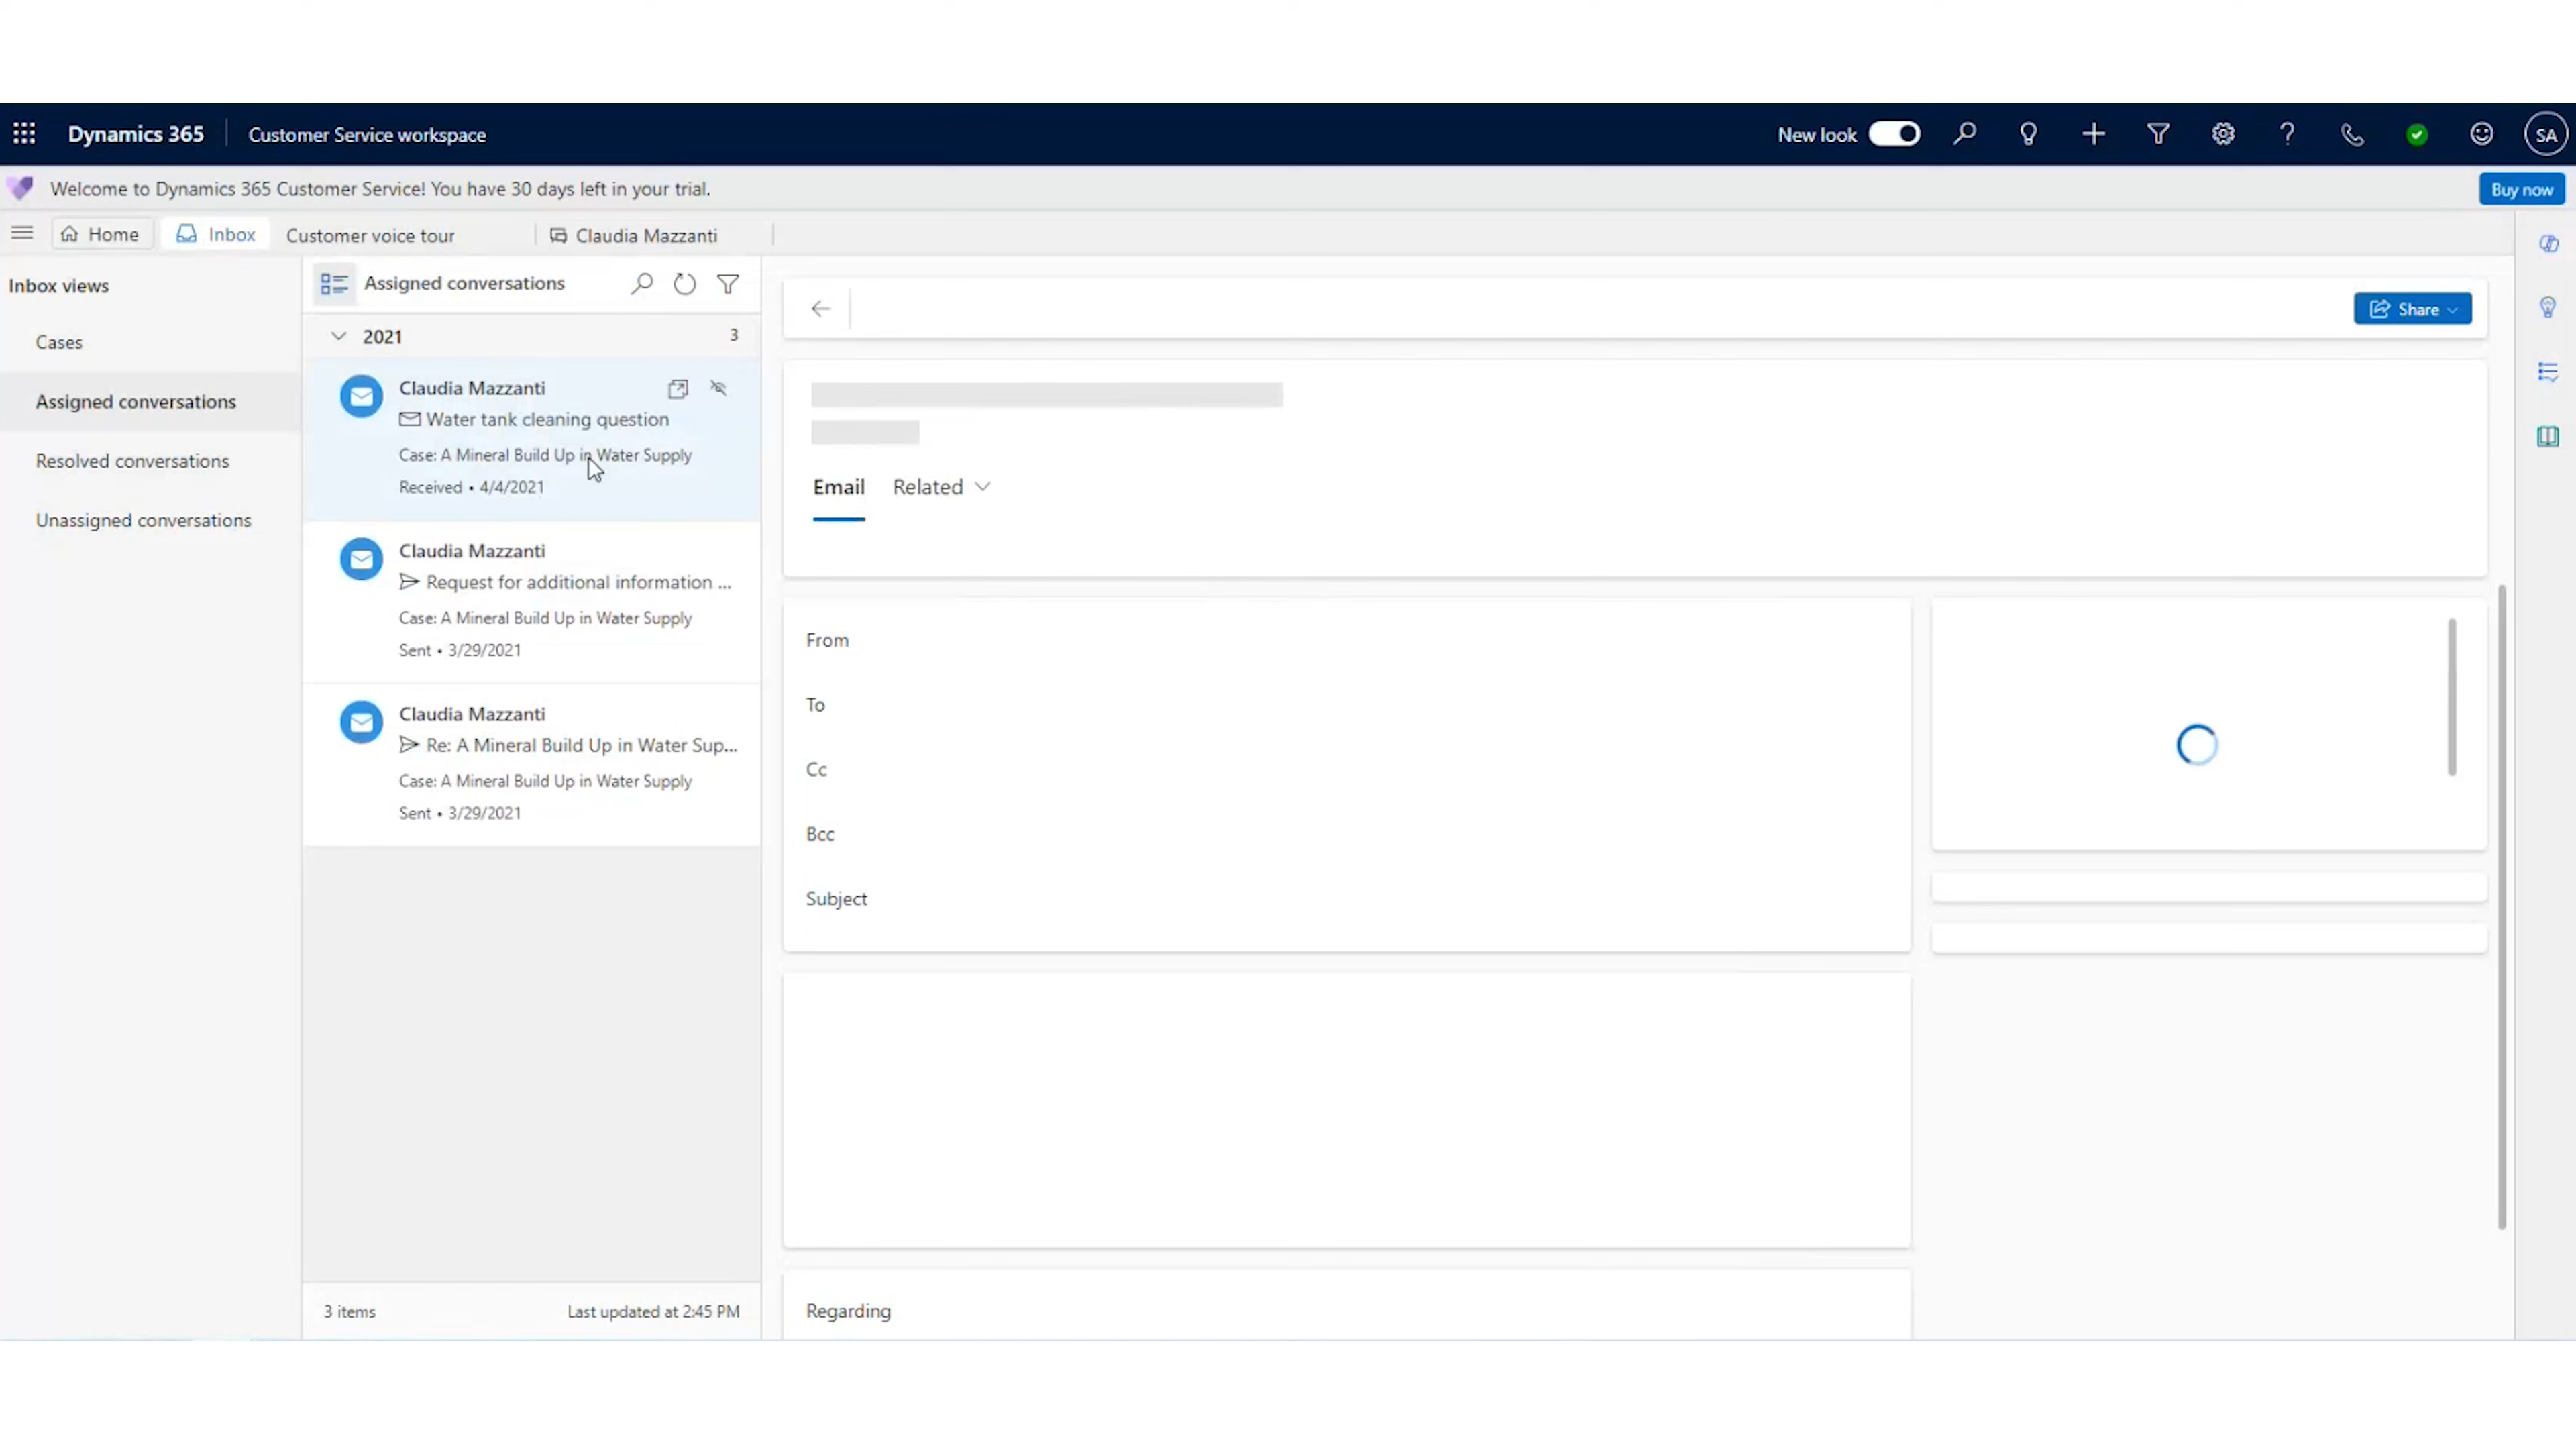 Dynamics 365
Customer Service workspace
New look
SA
Welcome to Dynamics 365 Customer Service! You have 30 days left in your trial.
Buy now
Home
Inbox
Customer voice tour
Claudia Mazzanti
Inbox views
Cases
Assigned conversations
Resolved conversations
Unassigned conversations
Assigned conversations
2021
3
Claudia Mazzanti
Water tank cleaning question
Case: A Mineral Build Up in Water Supply
Received • 4/4/2021
Claudia Mazzanti
Request for additional information ...
Case: A Mineral Build Up in Water Supply
Sent • 3/29/2021
Claudia Mazzanti
Re: A Mineral Build Up in Water Sup...
Case: A Mineral Build Up in Water Supply
Sent • 3/29/2021
3 items
Last updated at 2:45 PM
Share
Email
Related
From
To
Cc
Bcc
Subject
Regarding